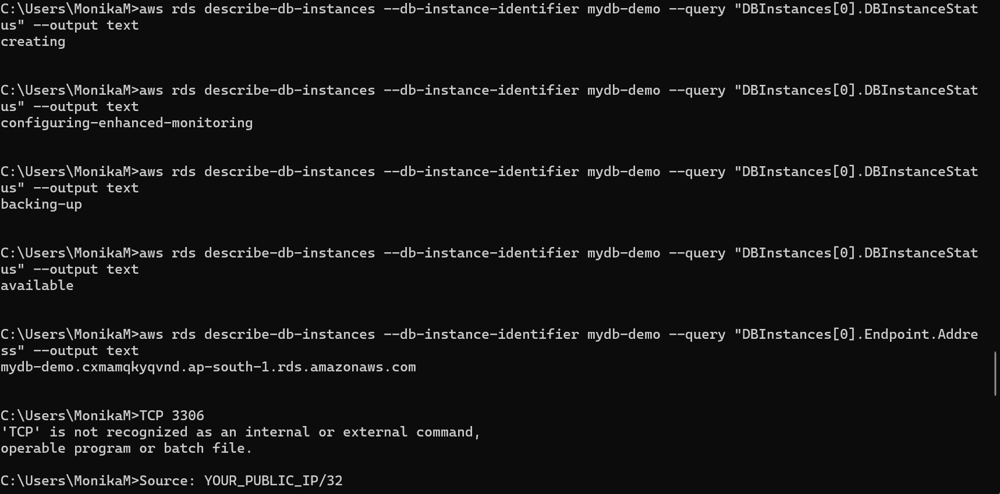 C:\Users\MonikaM>aws rds describe-db-instances --db-instance-identifier mydb-demo --query "DBInstances[0].DBInstanceStat
us" --output text
creating
C:\Users\MonikaM>aws rds describe-db-instances --db-instance-identifier mydb-demo --query "DBInstances[0].DBInstanceStat
us" --output text
configuring-enhanced-monitoring
C:\Users\MonikaM>aws rds describe-db-instances --db-instance-identifier mydb-demo --query "DBInstances[0].DBInstanceStat
us" --output text
backing-up
C:\Users\MonikaM>aws rds describe-db-instances --db-instance-identifier mydb-demo --query "DBInstances[0].DBInstanceStat
us" --output text
available
C:\Users\MonikaM>aws rds describe-db-instances --db-instance-identifier mydb-demo --query "DBInstances[0].Endpoint.Addre
ss" --output text
mydb-demo.cxmamqkyqvnd.ap-south-1.rds.amazonaws.com
C:\Users\MonikaM>TCP 3306
'TCP' is not recognized as an internal or external command,
operable program or batch file.
C:\Users\MonikaM>Source: YOUR_PUBLIC_IP/32